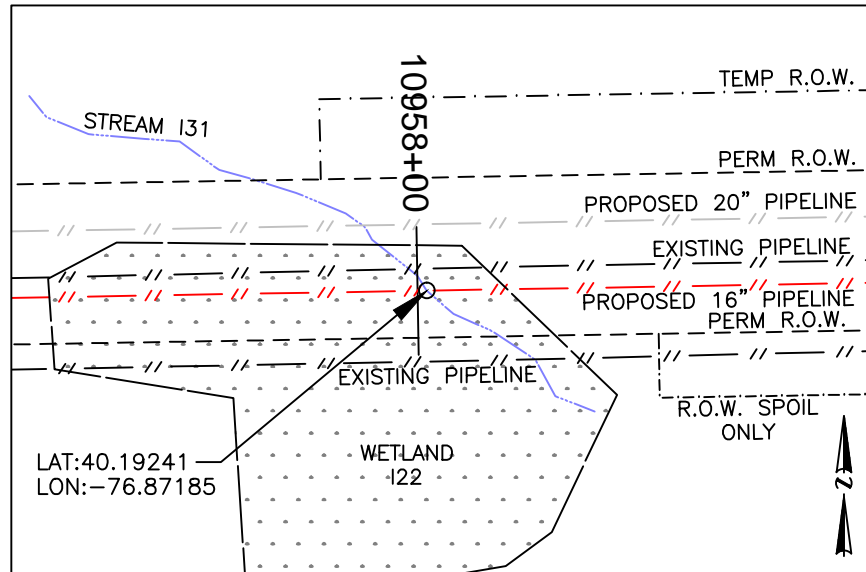 TEMP R.O.W.
STREAM I31
10958+00
PERM R.O.W.
PROPOSED 20" PIPELINE
EXISTING PIPELINE
PROPOSED 16" PIPELINE
PERM R.O.W.
EXISTING PIPELINE
R.O.W. SPOIL
ONLY
WETLAND
I22
LAT:40.19241
LON:-76.87185
N